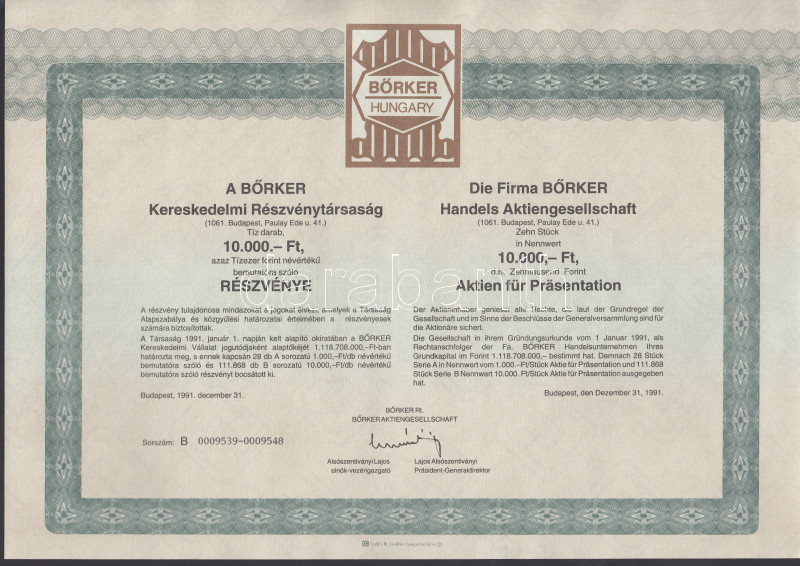 BŐRKER
HUNGARY
A BŐRKER
Kereskedelmi Részvénytársaság
(1061. Budapest, Paulay Ede u. 41.)
Tíz darab,
10.000.– Ft,
azaz Tízezer forint névértékű
bemutatóra szóló
RÉSZVÉNYE
A részvény tulajdonosa mindazokat a jogokat élvezi, amelyek a Társaság
Alapszabálya és közgyűlési határozatai értelmében a részvényesek
számára biztosítottak.
A Társaság 1991. január 1. napján kelt alapító okiratában a BŐRKER
Kereskedelmi Vállalat jogutódjaként alaptőkéjét 1.118.708.000,–Ft-ban
határozta meg, s ennek kapcsán 28 db A sorozatú 1.000,–Ft/db névértékű
bemutatóra szóló és 111.868 db B sorozatú 10.000,–Ft/db névértékű
bemutatóra szóló részvényt bocsátott ki.
Budapest, 1991. december 31.
Die Firma BŐRKER
Handels Aktiengesellschaft
(1061. Budapest, Paulay Ede u. 41.)
Zehn Stück
in Nennwert
10.000,– Ft,
d.h. Zehntausend Forint
Aktien für Präsentation
Der Aktieninhaber genießt alle Rechte, die laut der Grundregel der
Gesellschaft und im Sinne der Beschlüsse der Generalversammlung sind für
die Aktionäre sichert.
Die Gesellschaft in ihrem Gründungsurkunde vom 1 Januar 1991, als
Rechtsanscholfger der Fa. BŐRKER Handelsunternehmen Ihres
Grundkapital im Forint 1,118,708.000,– bestimmt hat. Demnach 28 Stück
Serie A in Nennwert vom 1.000.–Ft/Stück Aktie für Präsentation und 111.868
Stück Serie B Nennwert 10.000. Ft/Stück Aktie für Präsentation ausgegeben
hat.
Budapest, den Dezember 31, 1991.
BŐRKER Rt.
BŐRKER AKTIENGESELLSCHAFT
Sorszám: B 0009539–0009548
Alsószentiványi Lajos
elnök-vezérigazgató
Lajos Alsószentiványi
Präsident-Generaldirektor
darabanth